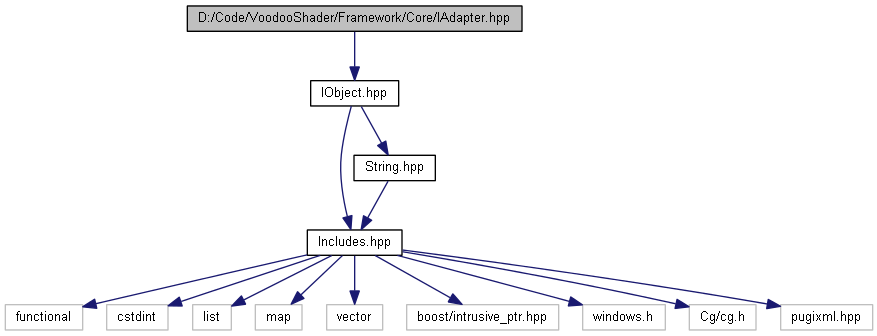 D:/Code/VoodooShader/Framework/Core/IAdapter.hpp
IObject.hpp
String.hpp
Includes.hpp
functional
cstdint
list
map
vector
boost/intrusive_ptr.hpp
windows.h
Cg/cg.h
pugixml.hpp